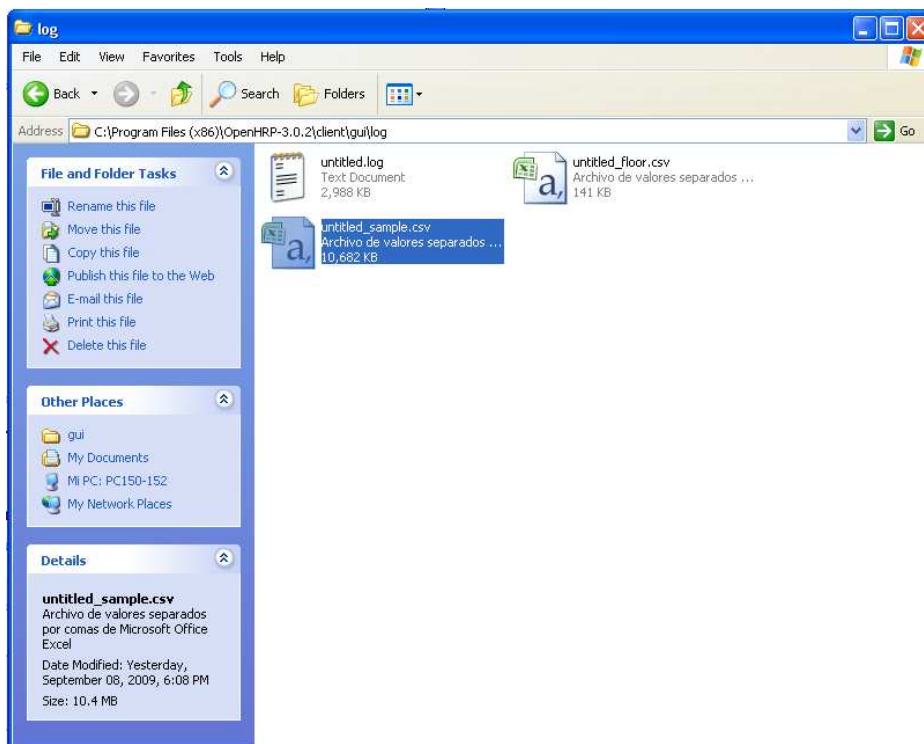 log
File Edit View Favorites Tools Help
Back Search Folders
Address C:\Program Files (x86)\OpenHRP-3.0.2\client\gui\log Go
File and Folder Tasks
Rename this file
Move this file
Copy this file
Publish this file to the Web
E-mail this file
Print this file
Delete this file
Other Places
gui
My Documents
Mi PC: PC150-152
My Network Places
Details
untitled_sample.csv
Archivo de valores separados
por comas de Microsoft Office
Excel
Date Modified: Yesterday,
September 08, 2009, 6:08 PM
Size: 10.4 MB
untitled.log
Text Document
2,988 KB
untitled_floor.csv
Archivo de valores separados ...
141 KB
untitled_sample.csv
Archivo de valores separados ...
10,682 KB